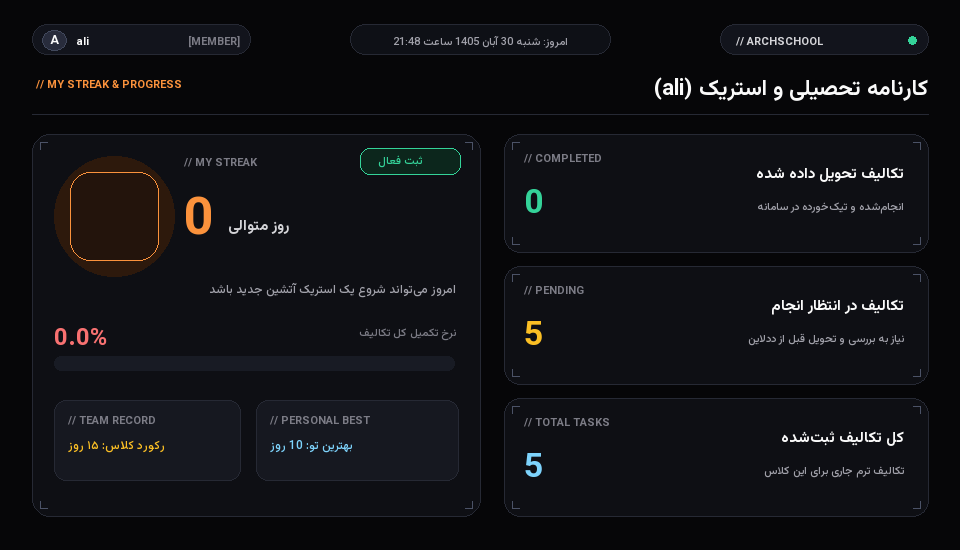 A ali [MEMBER]
امروز: شنبه 30 آبان 1405 ساعت 21:48
// ARCHSCHOOL
// MY STREAK & PROGRESS
کارنامه تحصیلی و استریک (ali)
// MY STREAK
ثبت فعال
0 روز متوالی
امروز می‌تواند شروع یک استریک آتشین جدید باشد
نرخ تکمیل کل تکالیف
0.0%
// TEAM RECORD
رکورد کلاس: ۱۵ روز
// PERSONAL BEST
بهترین تو: 10 روز
// COMPLETED
تکالیف تحویل داده شده
0
انجام‌شده و تیک‌خورده در سامانه
// PENDING
تکالیف در انتظار انجام
5
نیاز به بررسی و تحویل قبل از ددلاین
// TOTAL TASKS
کل تکالیف ثبت‌شده
5
تکالیف ترم جاری برای این کلاس